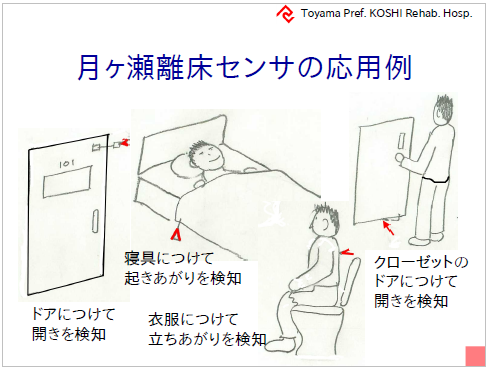 Toyama Pref. KOSHI Rehab. Hosp.
月ヶ瀬離床センサの応用例
101
寝具につけて
起きあがりを検知
ドアにつけて
開きを検知
衣服につけて
立ちあがりを検知
クローゼットの
ドアにつけて
開きを検知